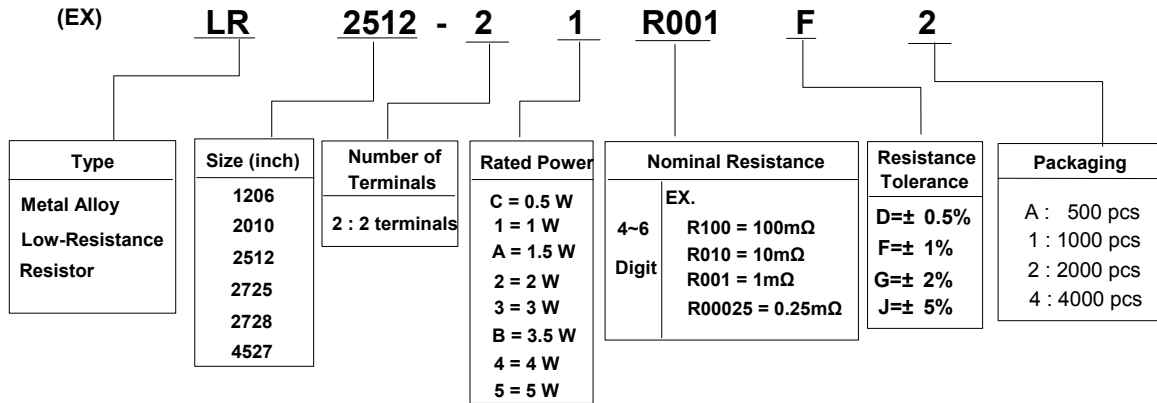 (EX) LR 2512 - 2 1 R001 F 2
Type
Metal Alloy
Low-Resistance
Resistor
Size (inch)
1206
2010
2512
2725
2728
4527
Number of
Terminals
2 : 2 terminals
Rated Power
C = 0.5 W
1 = 1 W
A = 1.5 W
2 = 2 W
3 = 3 W
B = 3.5 W
4 = 4 W
5 = 5 W
Nominal Resistance
4~6
Digit
EX.
R100 = 100mΩ
R010 = 10mΩ
R001 = 1mΩ
R00025 = 0.25mΩ
Resistance
Tolerance
D=± 0.5%
F=± 1%
G=± 2%
J=± 5%
Packaging
A : 500 pcs
1 : 1000 pcs
2 : 2000 pcs
4 : 4000 pcs